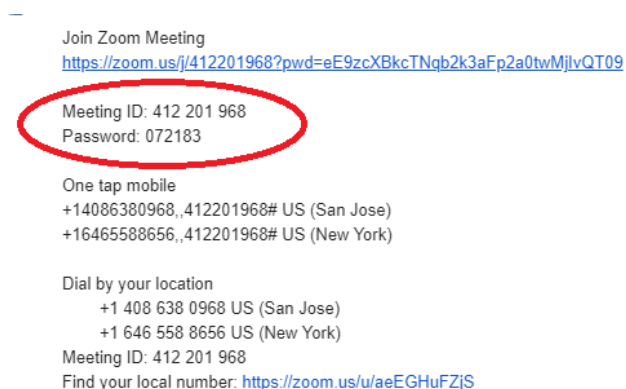 Join Zoom Meeting
https://zoom.us/j/412201968?pwd=eE9zcXBkcTNqb2k3aFp2a0twMjlvQT09
Meeting ID: 412 201 968
Password: 072183
One tap mobile
+14086380968,,412201968# US (San Jose)
+16465588656,,412201968# US (New York)
Dial by your location
+1 408 638 0968 US (San Jose)
+1 646 558 8656 US (New York)
Meeting ID: 412 201 968
Find your local number: https://zoom.us/u/aeEGHuFZjS